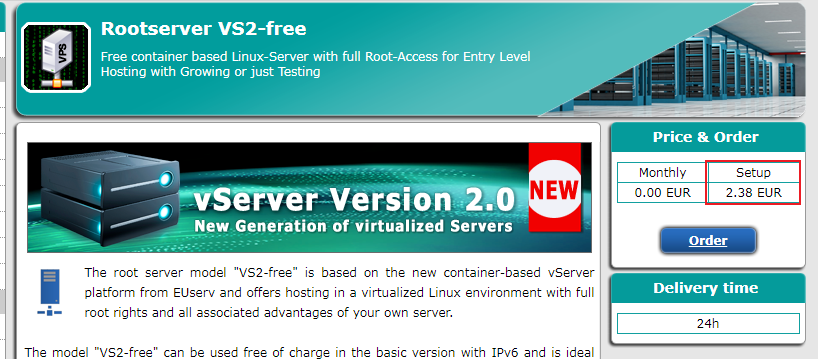 Rootserver VS2-free
VPS
Free container based Linux-Server with full Root-Access for Entry Level
Hosting with Growing or just Testing
vServer Version 2.0
New Generation of virtualized Servers
NEW
The root server model "VS2-free" is based on the new container-based vServer
platform from EUserv and offers hosting in a virtualized Linux environment with full
root rights and all associated advantages of your own server.
The model "VS2-free" can be used free of charge in the basic version with IPv6 and is ideal
Price & Order
Monthly Setup
0.00 EUR 2.38 EUR
Order
Delivery time
24h